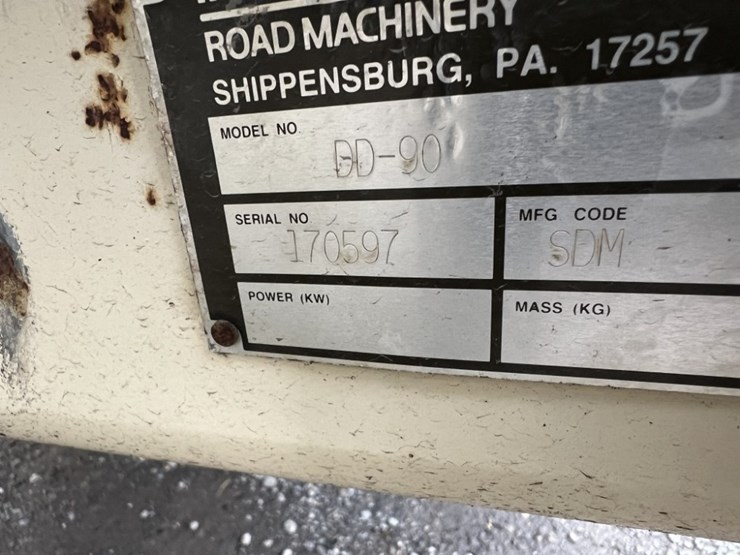 ROAD MACHINERY
SHIPPENSBURG, PA. 17257
MODEL NO
DD-90
SERIAL NO
170597
MFG CODE
SDM
POWER (KW)
MASS (KG)